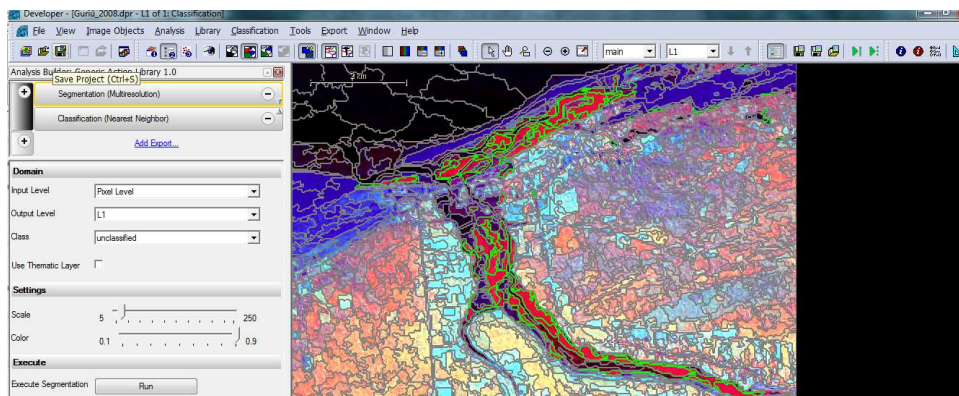 Developer - [Guriú_2008.dpr - L1 of 1: Classification]
File View Image Objects Analysis Library Classification Tools Export Window Help
main L1
Analysis Builder: Generic Action Library 1.0
Save Project (Ctrl+S)
Segmentation (Multiresolution)
Classification (Nearest Neighbor)
Add Export...
Domain
Input Level Pixel Level
Output Level L1
Class unclassified
Use Thematic Layer
Settings
Scale 5 250
Color 0.1 0.9
Execute
Execute Segmentation Run